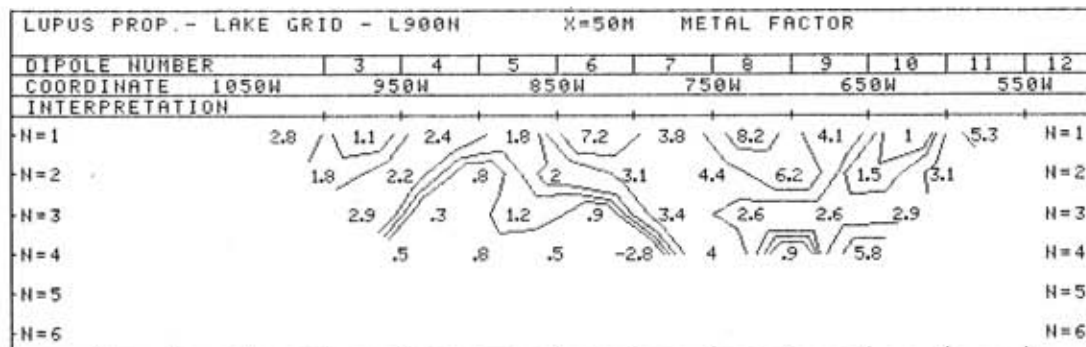 LUPUS PROP.- LAKE GRID - L900N X=50M METAL FACTOR
DIPOLE NUMBER 3 4 5 6 7 8 9 10 11 12
COORDINATE 1050W 950W 850W 750W 650W 550W
INTERPRETATION
N=1 2.8 1.1 2.4 1.8 7.2 3.8 8.2 4.1 1 5.3 N=1
N=2 1.8 2.2 .8 2 3.1 4.4 6.2 1.5 3.1 N=2
N=3 2.9 .3 1.2 .9 3.4 2.6 2.6 2.9 N=3
N=4 .5 .8 .5 -2.8 4 .9 5.8 N=4
N=5 N=5
N=6 N=6